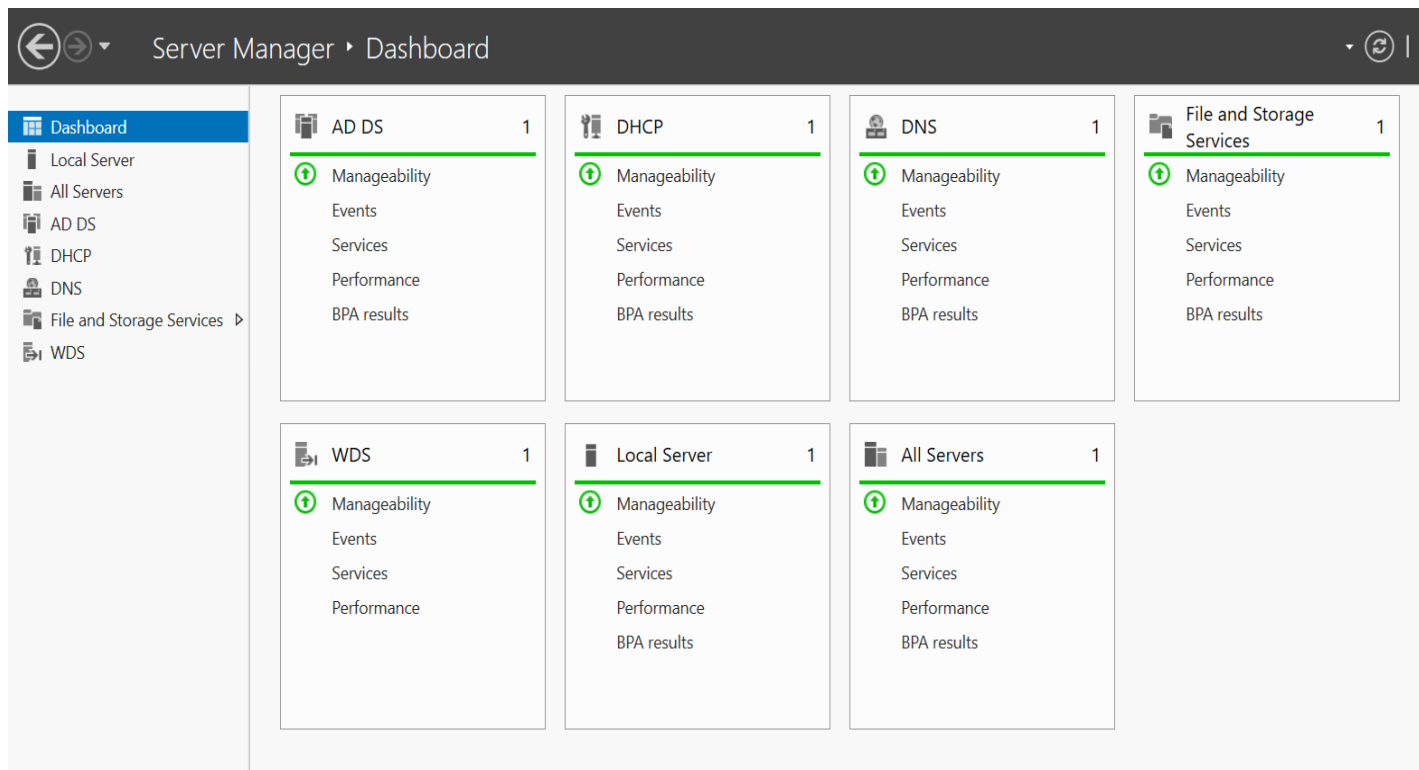 Server Manager ‣ Dashboard
Dashboard
Local Server
All Servers
AD DS
DHCP
DNS
File and Storage Services
WDS
AD DS 1
Manageability
Events
Services
Performance
BPA results
DHCP 1
Manageability
Events
Services
Performance
BPA results
DNS 1
Manageability
Events
Services
Performance
BPA results
File and Storage
Services 1
Manageability
Events
Services
Performance
BPA results
WDS 1
Manageability
Events
Services
Performance
Local Server 1
Manageability
Events
Services
Performance
BPA results
All Servers 1
Manageability
Events
Services
Performance
BPA results